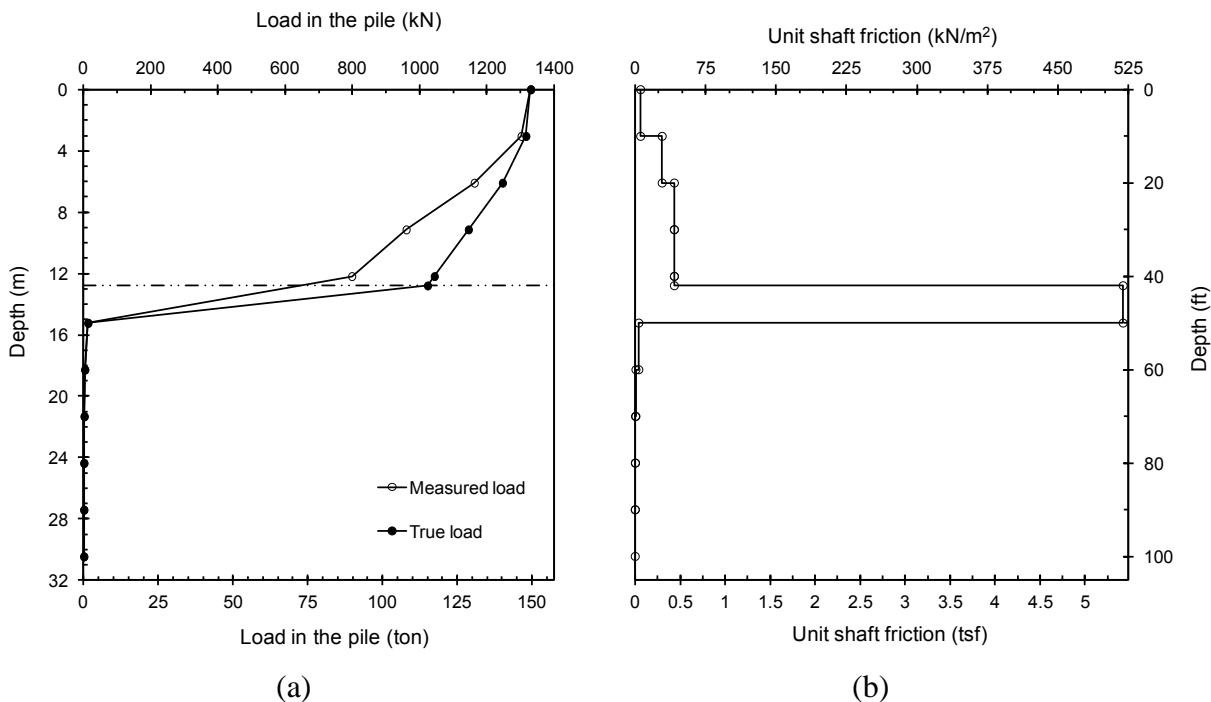 Load in the pile (kN)
0 200 400 600 800 1000 1200 1400
0
4
8
12
16
20
24
28
32
Depth (m)
Measured load
True load
0 25 50 75 100 125 150
Load in the pile (ton)
(a)
Unit shaft friction (kN/m²)
0 75 150 225 300 375 450 525
0
20
40
60
80
100
Depth (ft)
0 0.5 1 1.5 2 2.5 3 3.5 4 4.5 5
Unit shaft friction (tsf)
(b)